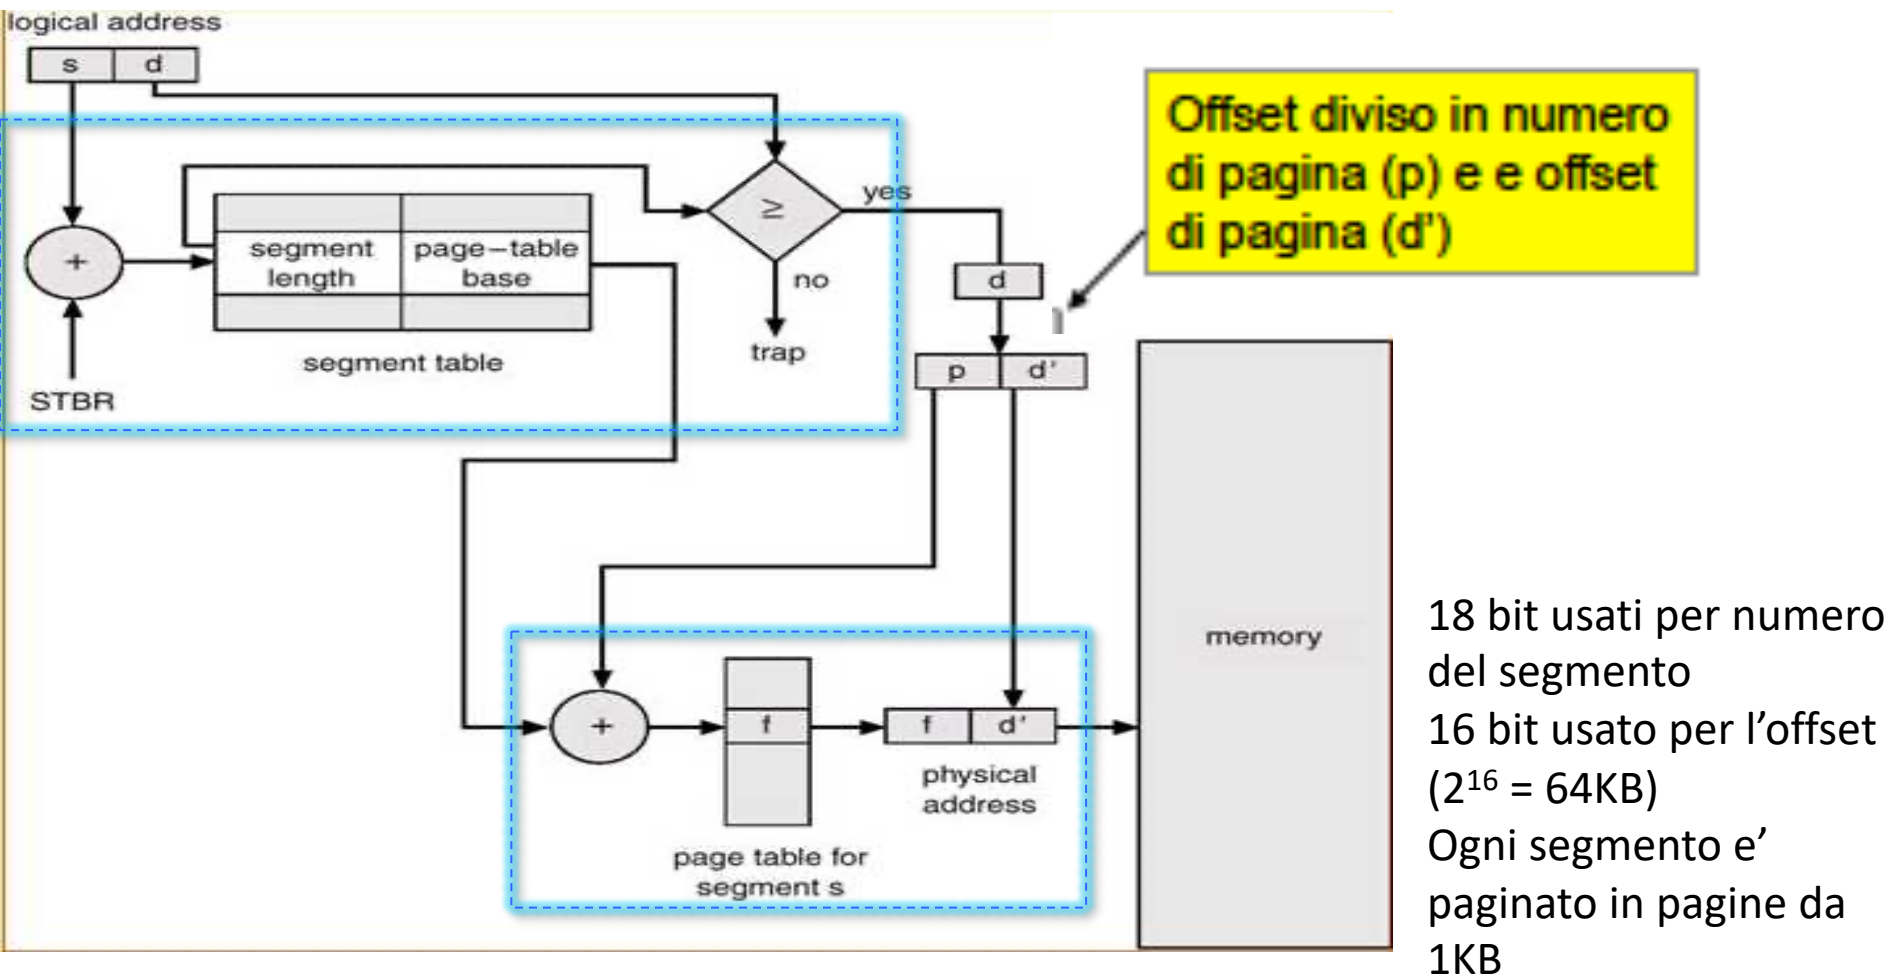 logical address
s d
Offset diviso in numero
di pagina (p) e e offset
di pagina (d')
yes
≥
segment
length
page-table
base
+
no
d
trap
segment table
STBR
p d'
memory
18 bit usati per numero
del segmento
16 bit usato per l'offset
(2¹⁶ = 64KB)
Ogni segmento e'
paginato in pagine da
1KB
+
f
f d'
physical
address
page table for
segment s